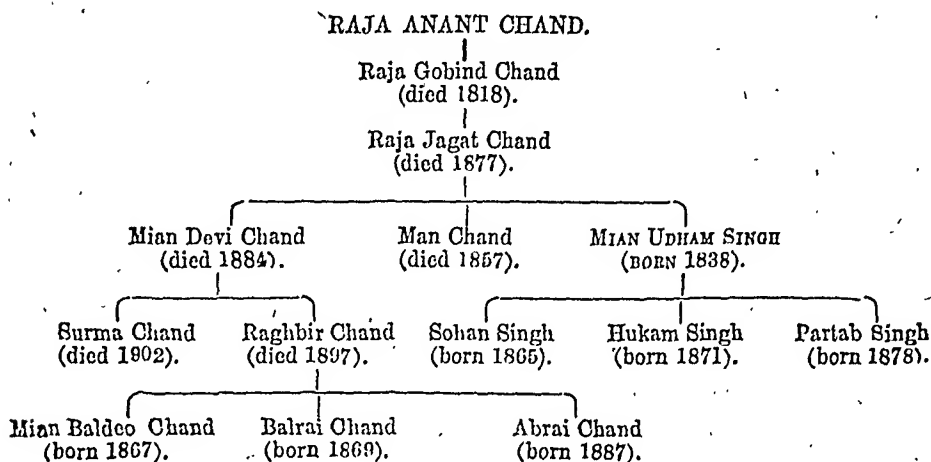 RAJA ANANT CHAND.
Raja Gobind Chand
(died 1818).
Raja Jagat Chand
(died 1877).
Mian Devi Chand Man Chand MIAN UDHAM SINGH
(died 1884). (died 1857). (BORN 1838).
Surma Chand Raghbir Chand Sohan Singh Hukam Singh Partab Singh
(died 1902). (died 1897). (born 1865). (born 1871). (born 1878).
Mian Baldeo Chand Balrai Chand Abrai Chand
(born 1867). (born 1869). (born 1887).